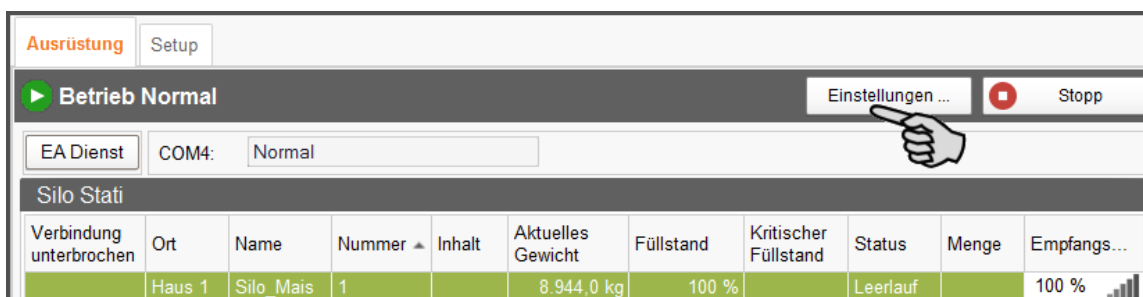 Ausrüstung Setup
Betrieb Normal Einstellungen ... Stopp
EA Dienst COM4: Normal
Silo Stati
Verbindung unterbrochen Ort Name Nummer Inhalt Aktuelles Gewicht Füllstand Kritischer Füllstand Status Menge Empfangs...
Haus 1 Silo_Mais 1 8.944,0 kg 100 % Leerlauf 100 %